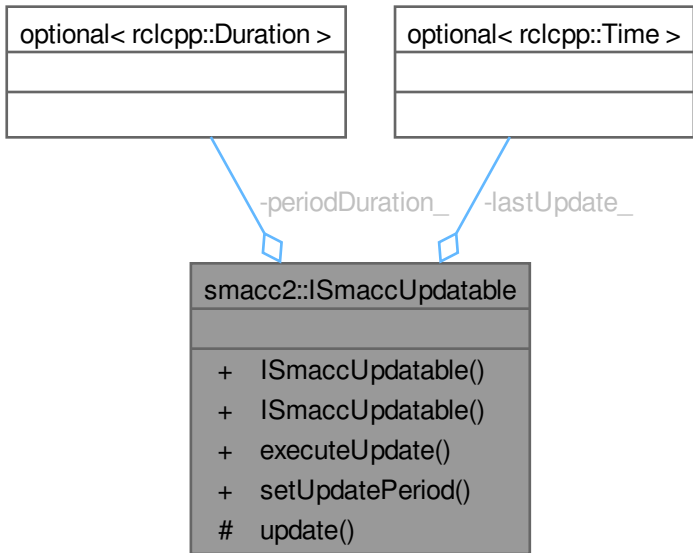 optional< rclcpp::Duration >
optional< rclcpp::Time >
-periodDuration_
-lastUpdate_
smacc2::ISmaccUpdatable
+ ISmaccUpdatable()
+ ISmaccUpdatable()
+ executeUpdate()
+ setUpdatePeriod()
# update()